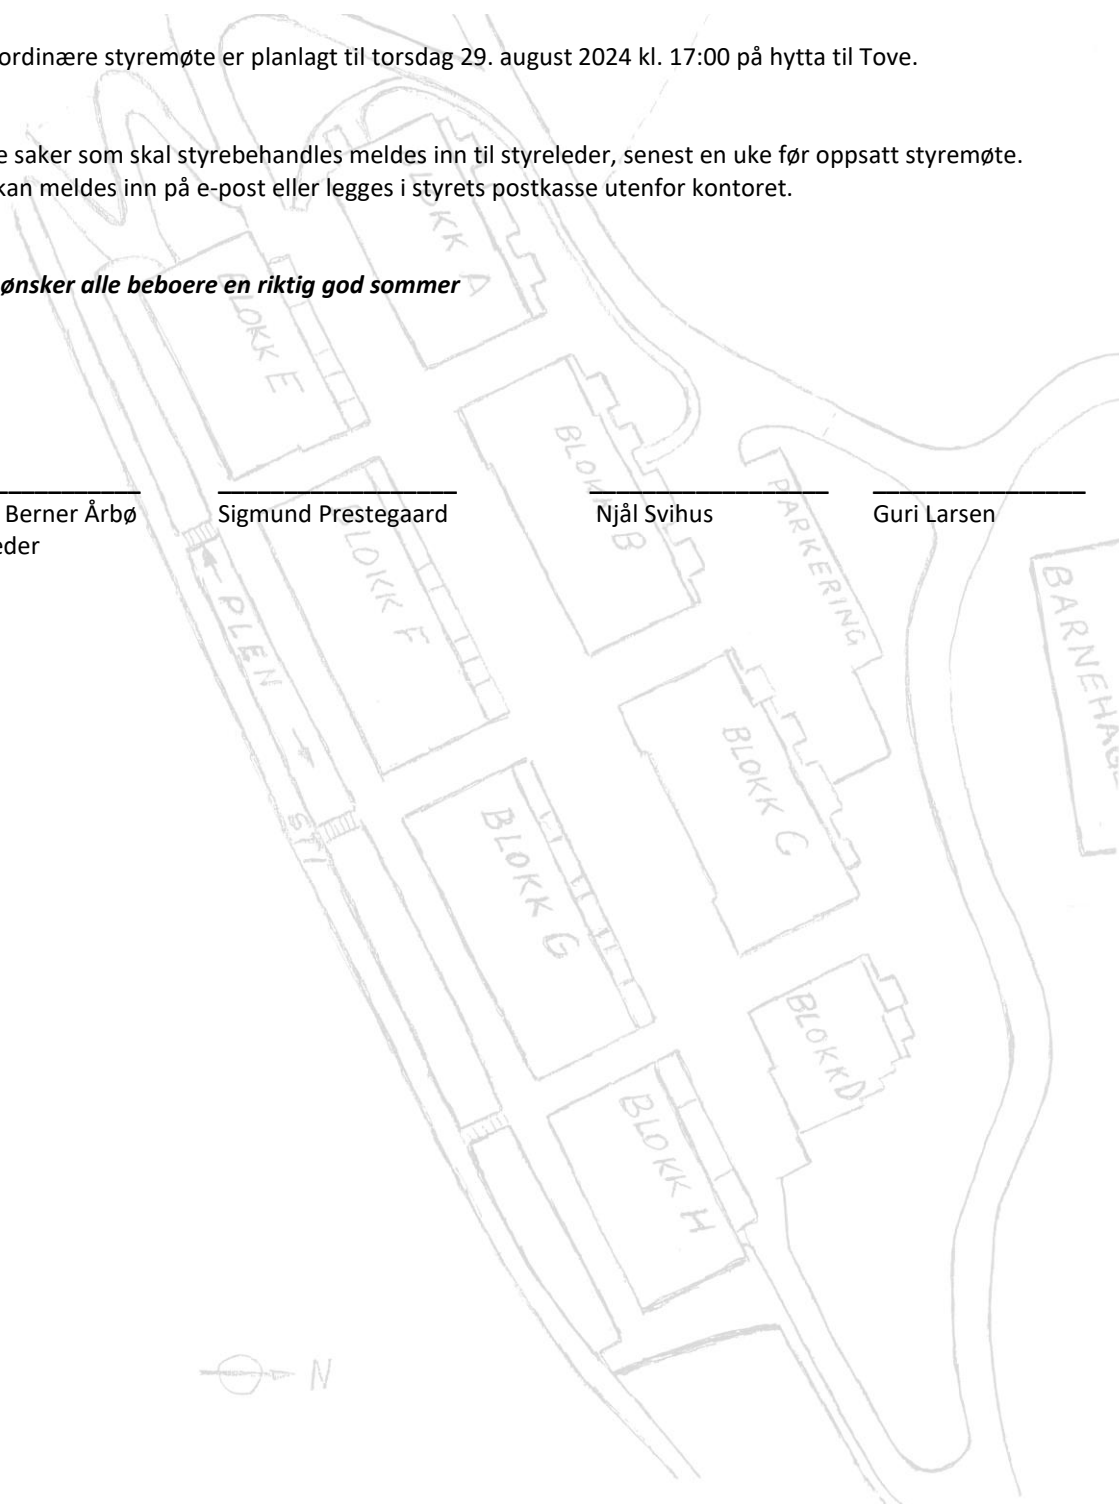 ordinære styremøte er planlagt til torsdag 29. august 2024 kl. 17:00 på hytta til Tove.
e saker som skal styrebehandles meldes inn til styreleder, senest en uke før oppsatt styremøte.
kan meldes inn på e-post eller legges i styrets postkasse utenfor kontoret.
ønsker alle beboere en riktig god sommer
Berner Årbø Sigmund Prestegaard Njål Svihus Guri Larsen
eder
BLOKK A
BLOKK E
BLOKK B
PARKERING
BLOKK F
BARNEHAGE
PLEN
STI
BLOKK C
BLOKK G
BLOKK D
BLOKK H
N